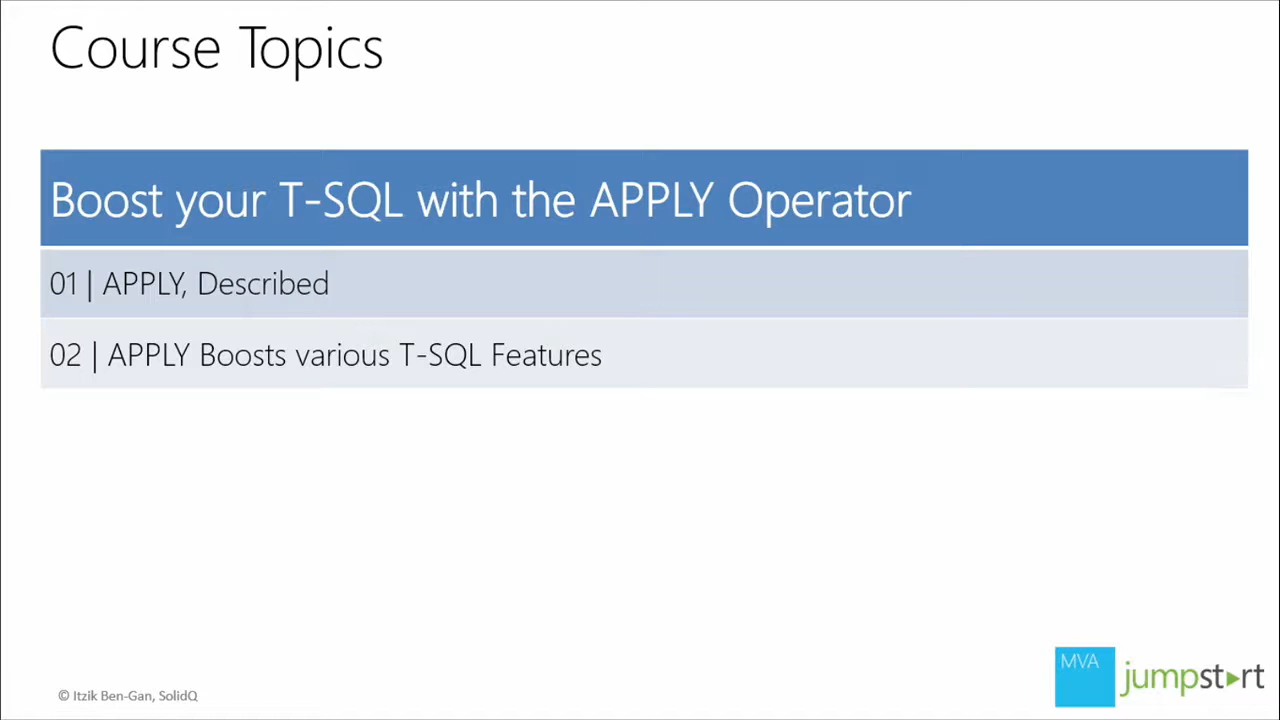 Course Topics
Boost your T-SQL with the APPLY Operator
01 | APPLY, Described
02 | APPLY Boosts various T-SQL Features
© Itzik Ben-Gan, SolidQ
MVA
jumpstart